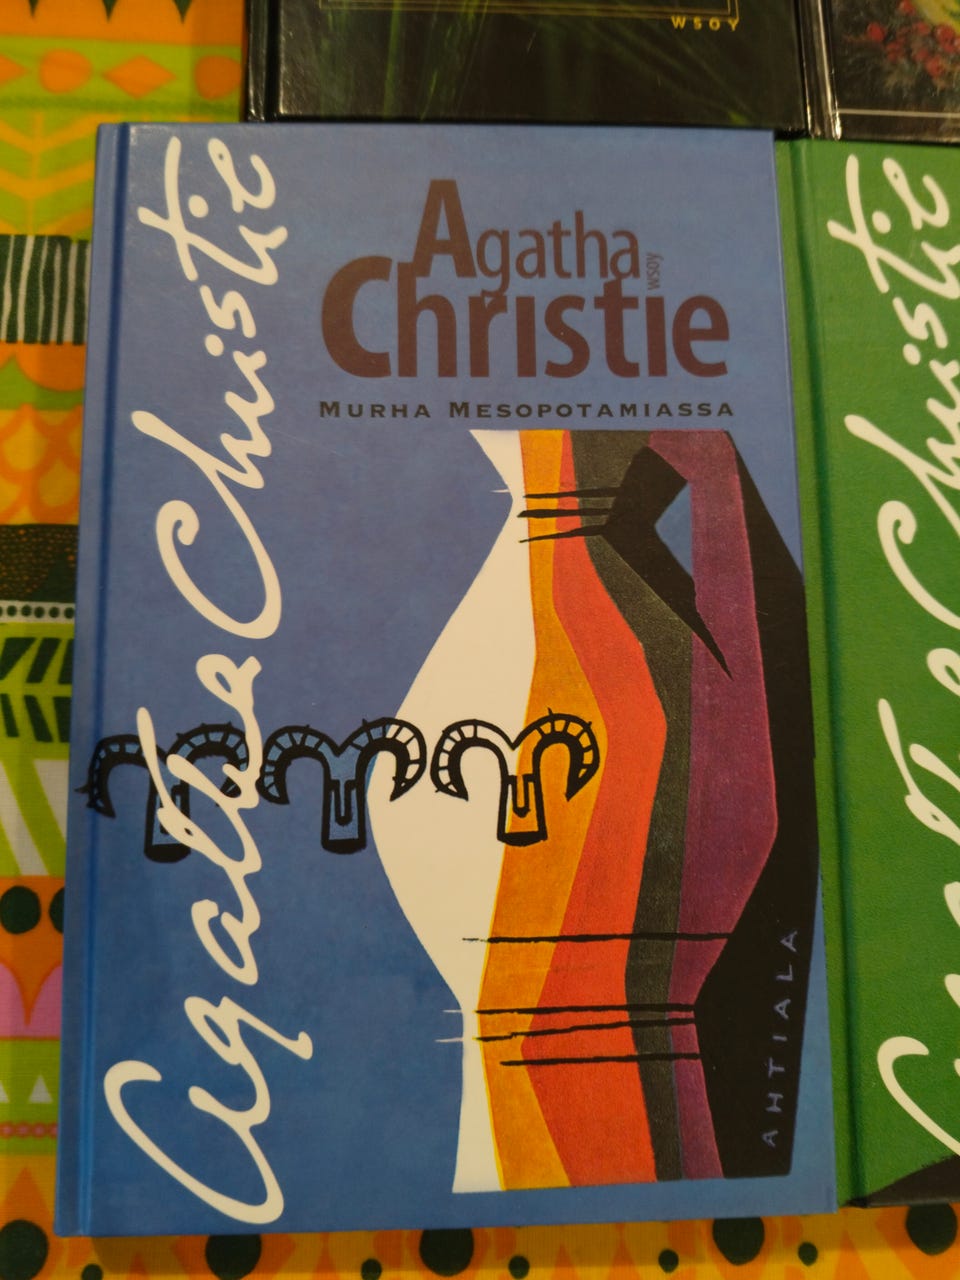 WSOY
Agatha Christie
Agatha
wsoy
Christie
MURHA MESOPOTAMIASSA
AHTIALA
Agatha Christie